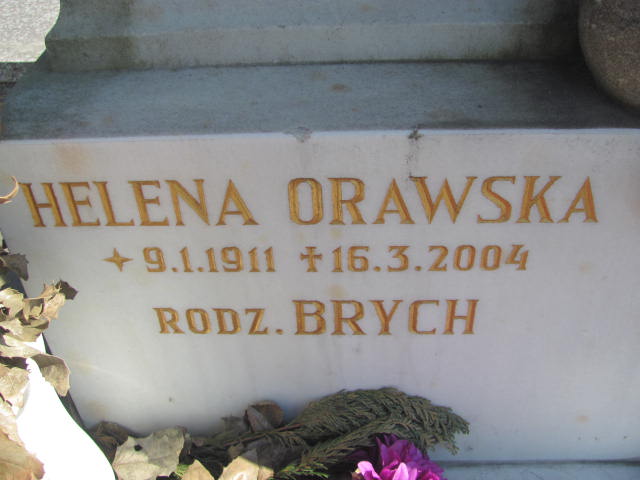 HELENA ORAWSKA
✦ 9.1.1911 ✝ 16.3.2004
RODZ. BRYCH